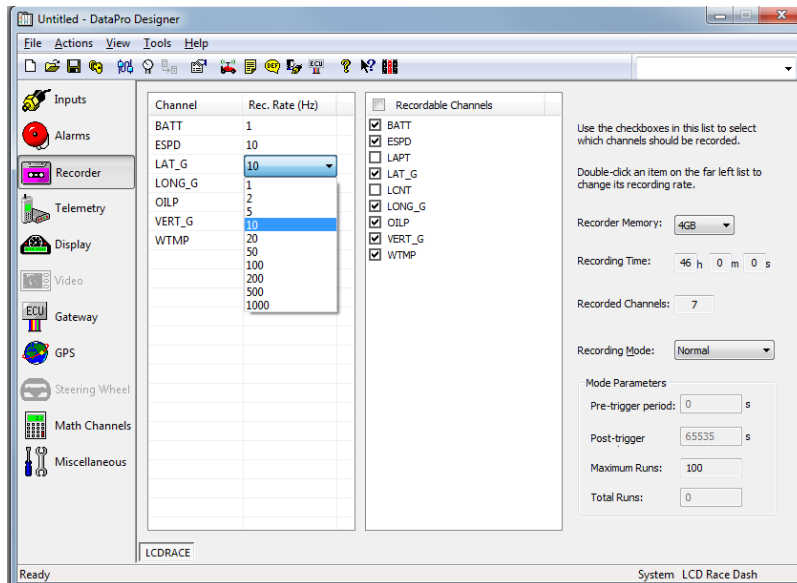 Untitled - DataPro Designer
File Actions View Tools Help
DEF ECU
Inputs
Alarms
Recorder
Telemetry
Display
Video
ECU
Gateway
GPS
Steering Wheel
Math Channels
Miscellaneous
Channel Rec. Rate (Hz)
BATT 1
ESPD 10
LAT_G 10
LONG_G
OILP
VERT_G
WTMP
1
2
5
10
20
50
100
200
500
1000
Recordable Channels
BATT
ESPD
LAPT
LAT_G
LCNT
LONG_G
OILP
VERT_G
WTMP
Use the checkboxes in this list to select
which channels should be recorded.
Double-click an item on the far left list to
change its recording rate.
Recorder Memory: 4GB
Recording Time: 46 h 0 m 0 s
Recorded Channels: 7
Recording Mode: Normal
Mode Parameters
Pre-trigger period: 0 s
Post-trigger 65535 s
Maximum Runs: 100
Total Runs: 0
LCDRACE
Ready
System LCD Race Dash